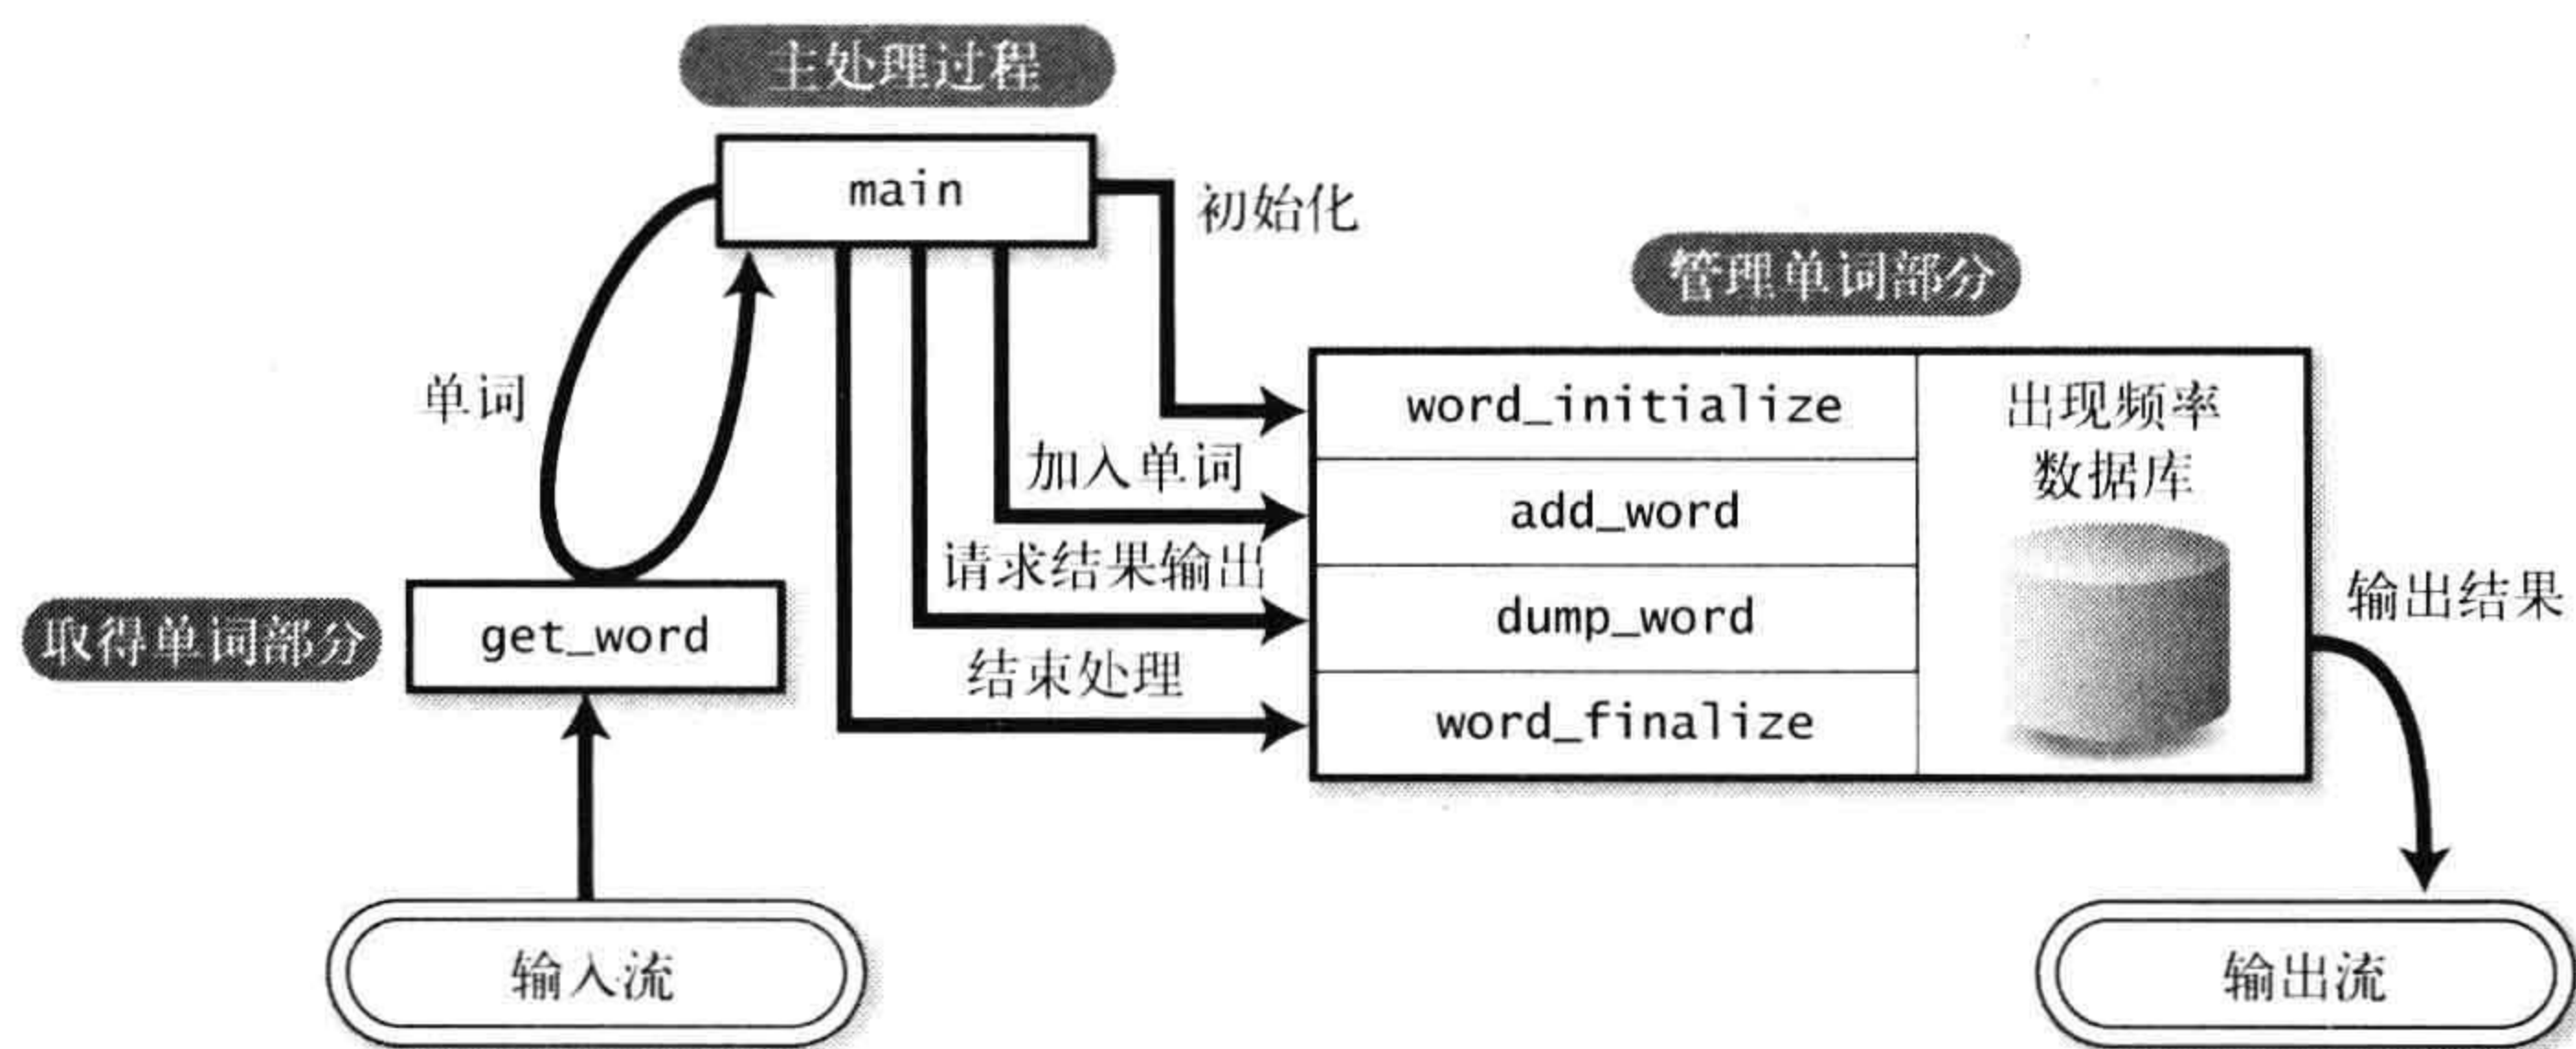 主处理过程
main
初始化
管理单词部分
单词
word_initialize
出现频率
数据库
加入单词
add_word
请求结果输出
dump_word
输出结果
取得单词部分
get_word
结束处理
word_finalize
输入流
输出流